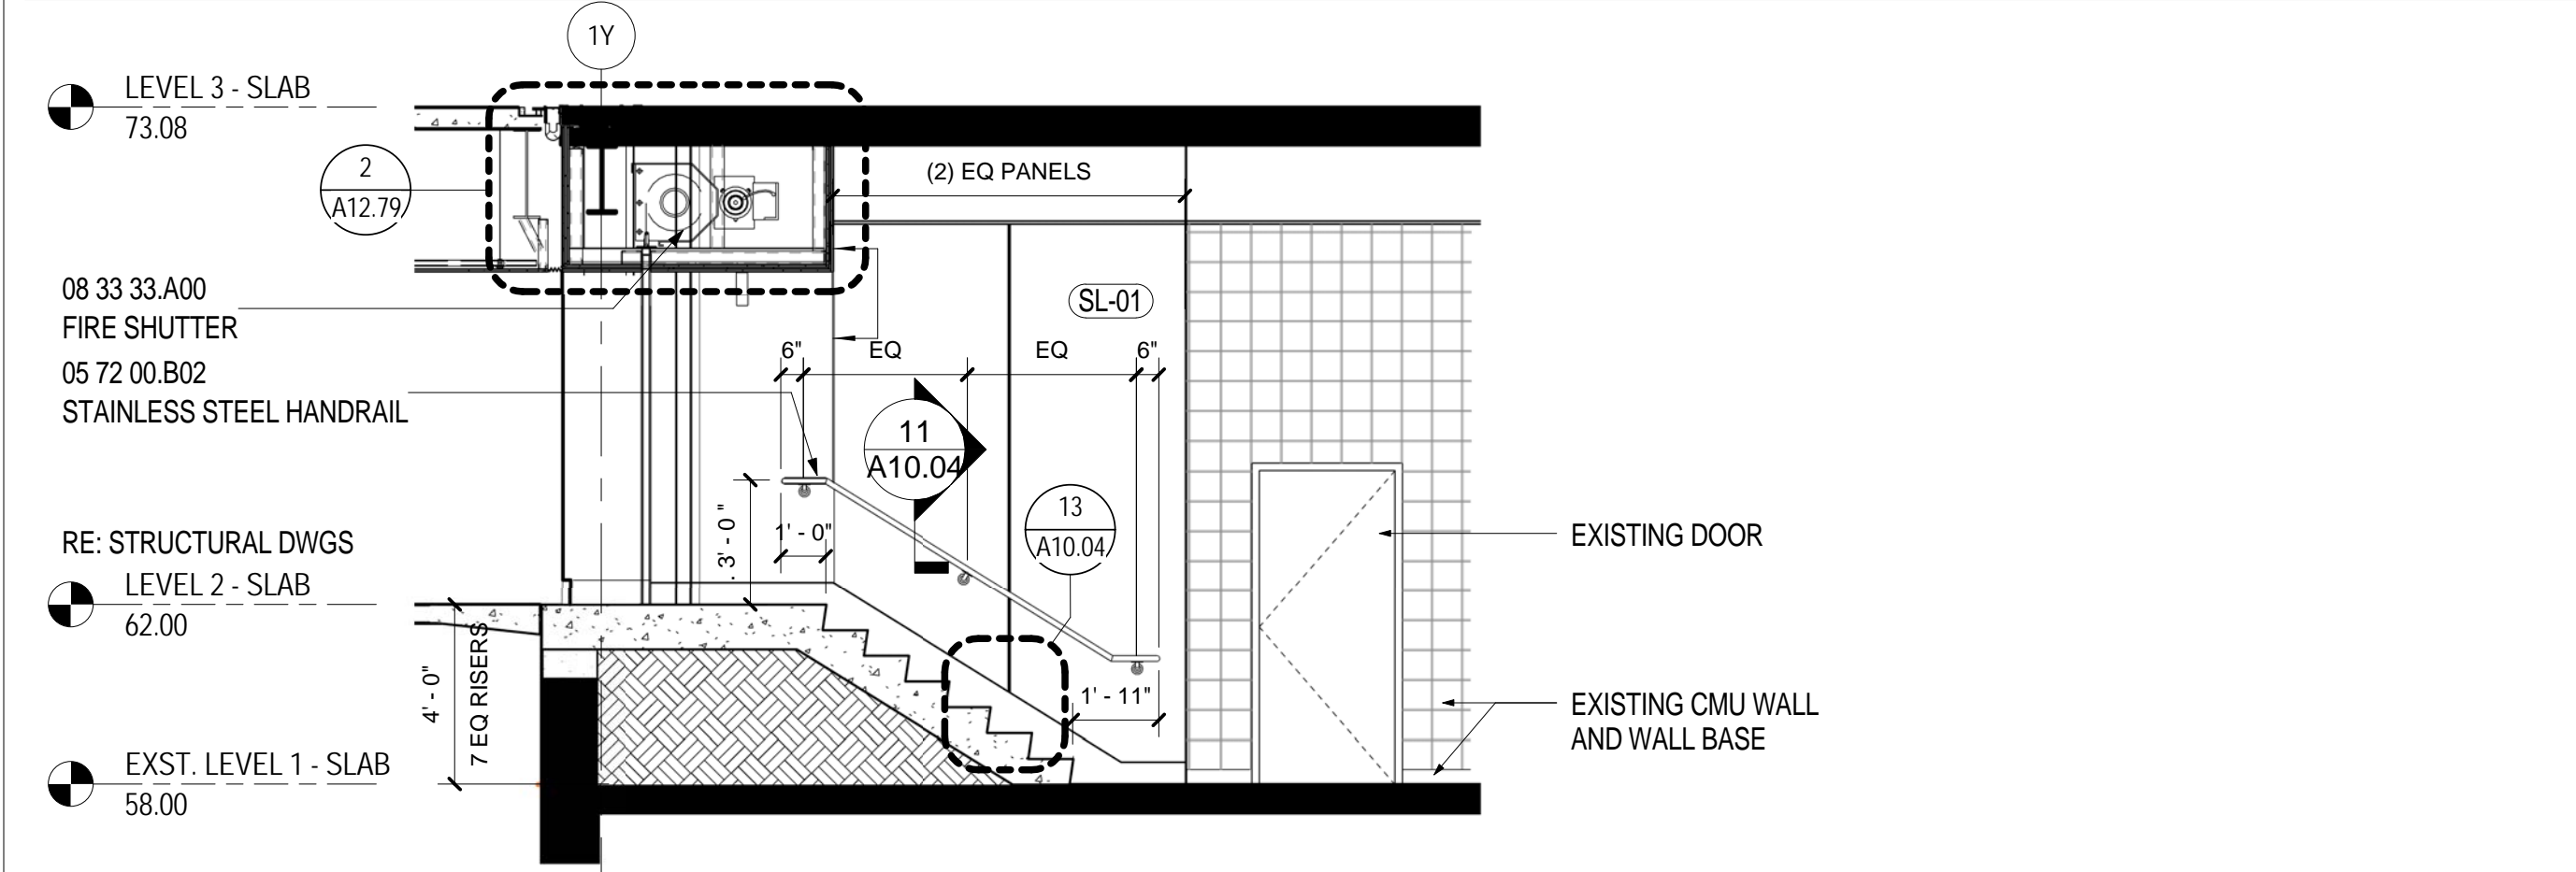 1Y
LEVEL 3 - SLAB
73.08
2
A12.79
(2) EQ PANELS
08 33 33.A00
FIRE SHUTTER
SL-01
6"
EQ
EQ
6"
05 72 00.B02
STAINLESS STEEL HANDRAIL
11
A10.04
3' - 0"
1' - 0"
13
A10.04
RE: STRUCTURAL DWGS
LEVEL 2 - SLAB
62.00
EXISTING DOOR
4' - 0"
7 EQ RISERS
1' - 11"
EXISTING CMU WALL
AND WALL BASE
EXST. LEVEL 1 - SLAB
58.00